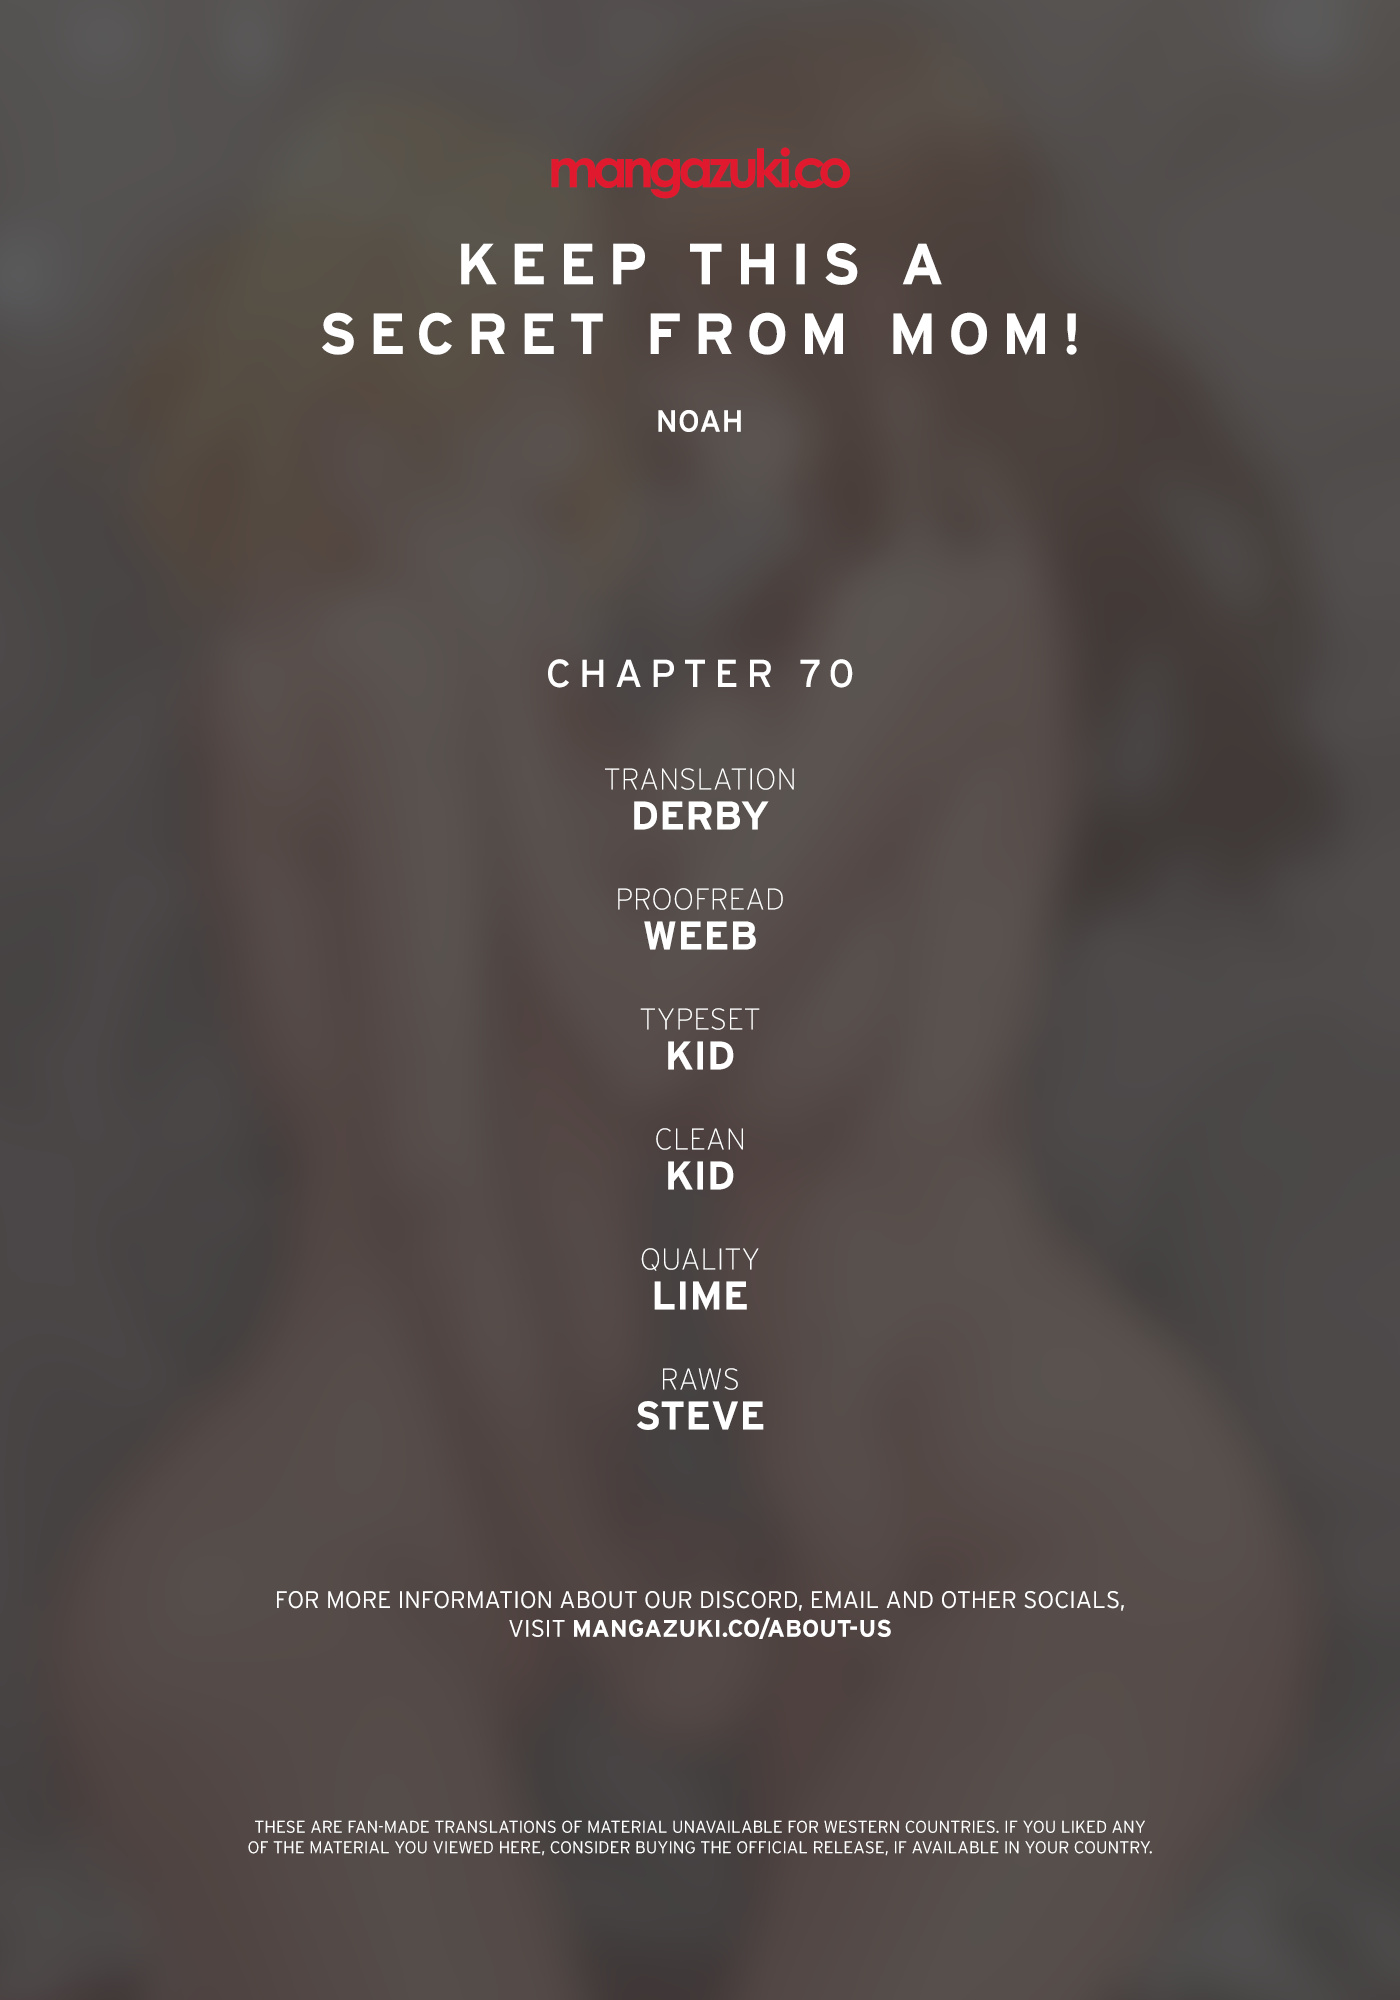 mangazuki.co
KEEP THIS A
SECRET FROM MOM!
NOAH
CHAPTER 70
TRANSLATION
DERBY
PROOFREAD
WEEB
TYPESET
KID
CLEAN
KID
QUALITY
LIME
RAWS
STEVE
FOR MORE INFORMATION ABOUT OUR DISCORD, EMAIL AND OTHER SOCIALS,
VISIT MANGAZUKI.CO/ABOUT-US
THESE ARE FAN-MADE TRANSLATIONS OF MATERIAL UNAVAILABLE FOR WESTERN COUNTRIES. IF YOU LIKED ANY
OF THE MATERIAL YOU VIEWED HERE, CONSIDER BUYING THE OFFICIAL RELEASE, IF AVAILABLE IN YOUR COUNTRY.